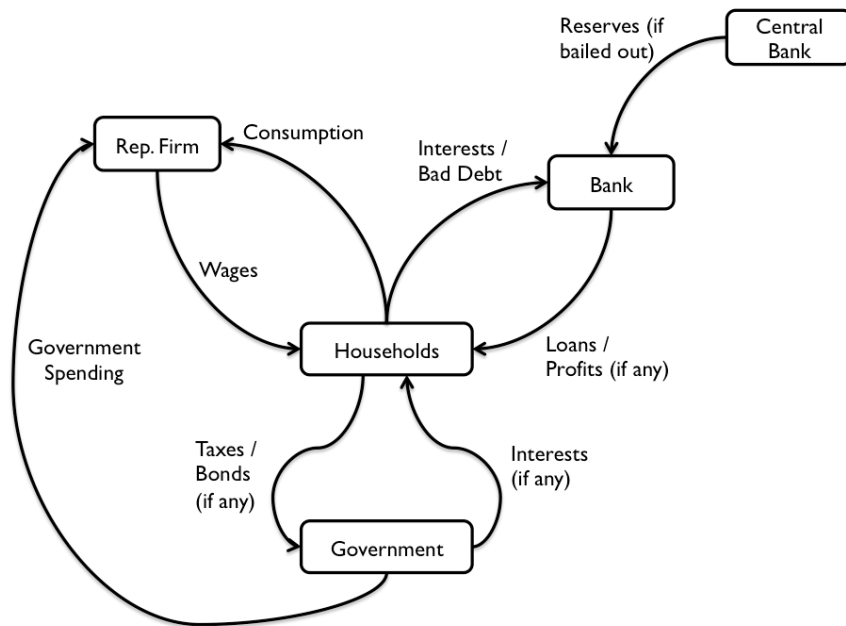 Reserves (if
bailed out)
Central
Bank
Rep. Firm
Consumption
Interests /
Bad Debt
Bank
Wages
Households
Government
Spending
Loans /
Profits (if any)
Taxes /
Bonds
(if any)
Interests
(if any)
Government